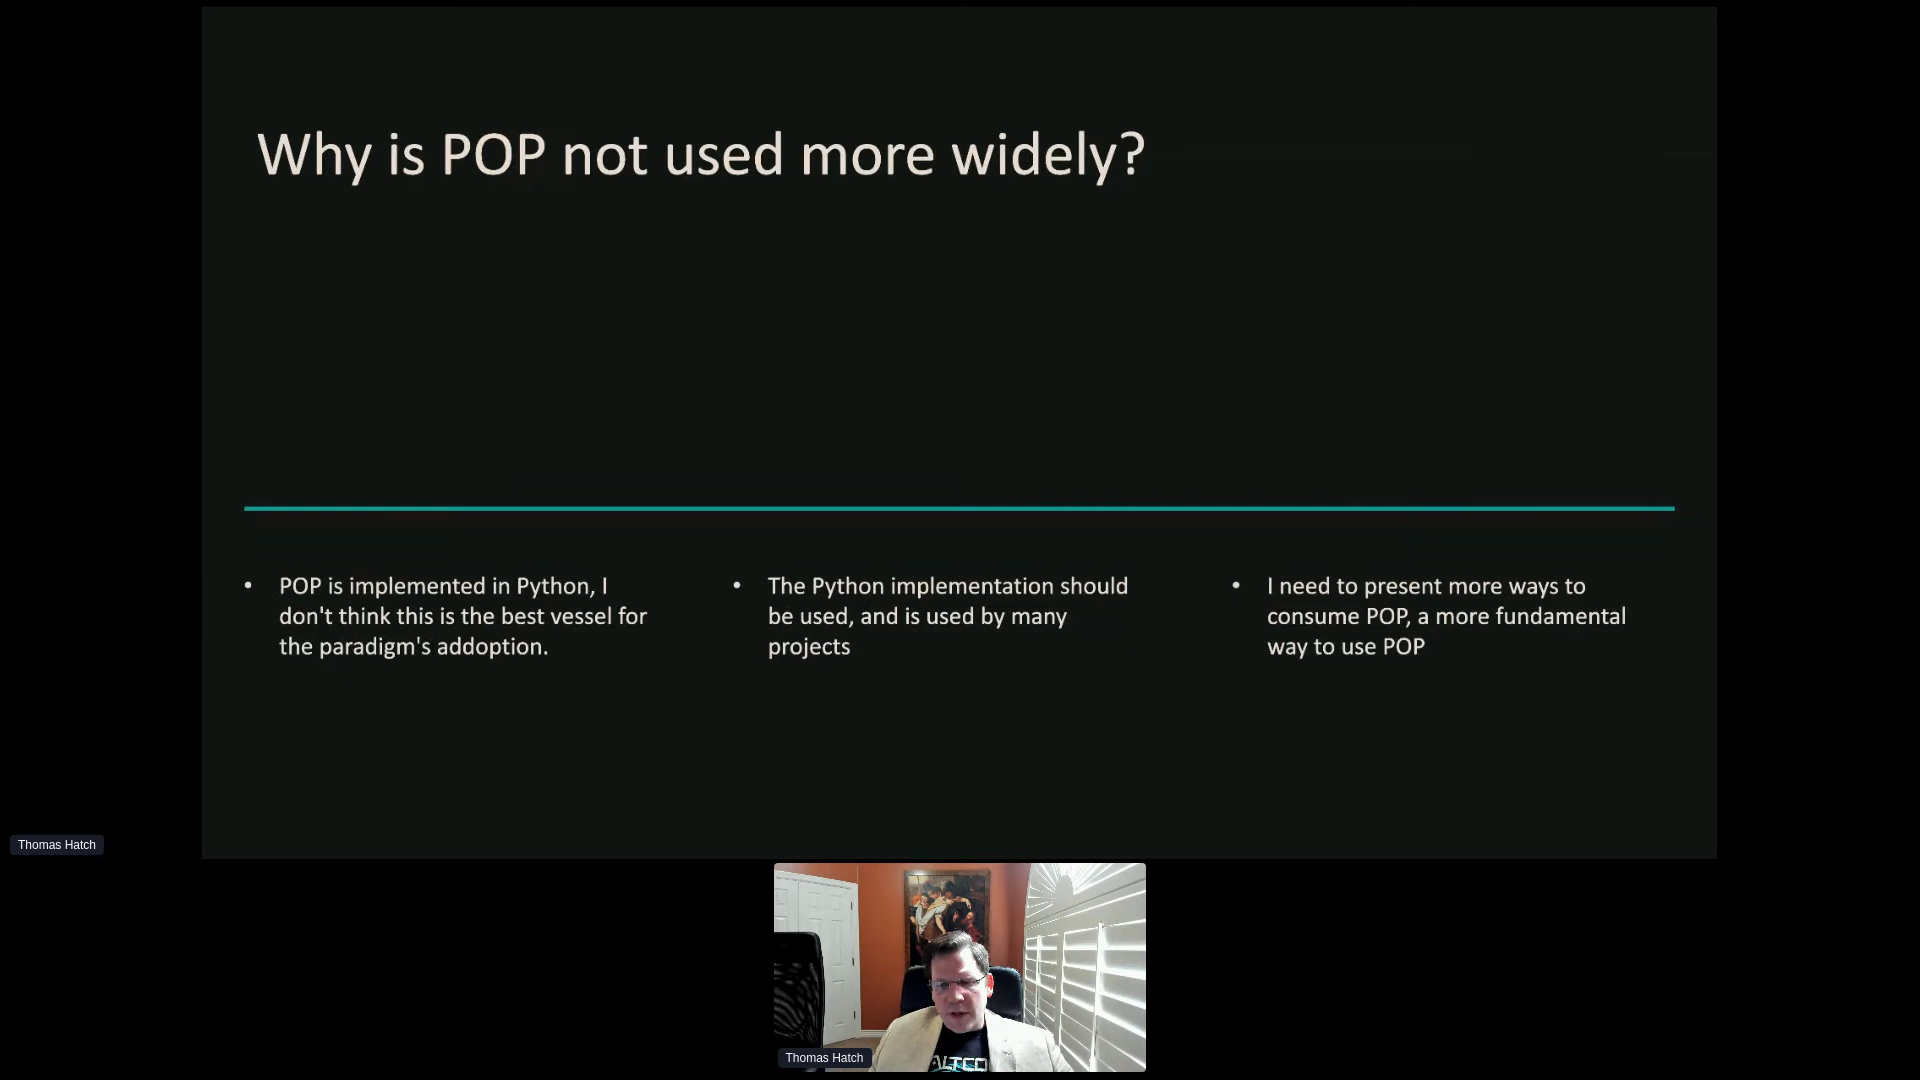 Why is POP not used more widely?
• POP is implemented in Python, I
don't think this is the best vessel for
the paradigm's addoption.
• The Python implementation should
be used, and is used by many
projects
• I need to present more ways to
consume POP, a more fundamental
way to use POP
Thomas Hatch
Thomas Hatch